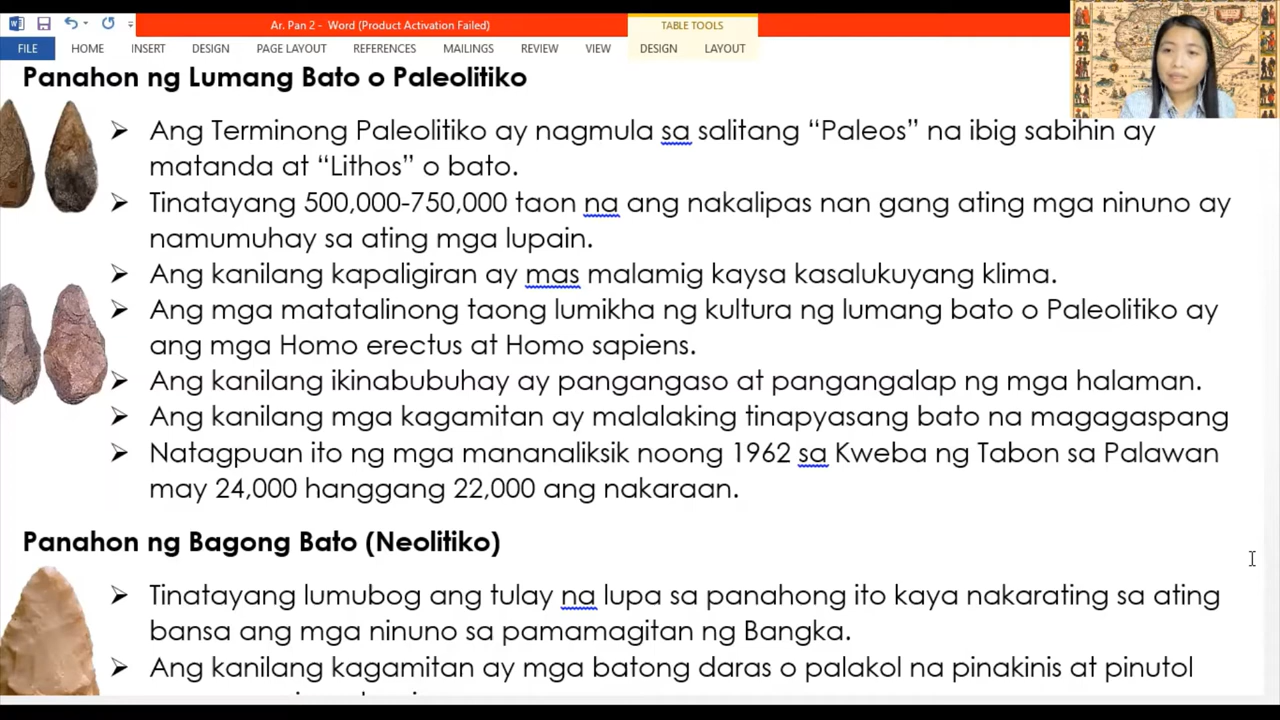 Ar. Pan 2 - Word (Product Activation Failed)
TABLE TOOLS
FILE HOME INSERT DESIGN PAGE LAYOUT REFERENCES MAILINGS REVIEW VIEW DESIGN LAYOUT
Panahon ng Lumang Bato o Paleolitiko
Ang Terminong Paleolitiko ay nagmula sa salitang “Paleos” na ibig sabihin ay
matanda at “Lithos” o bato.
Tinatayang 500,000-750,000 taon na ang nakalipas nan gang ating mga ninuno ay
namumuhay sa ating mga lupain.
Ang kanilang kapaligiran ay mas malamig kaysa kasalukuyang klima.
Ang mga matatalinong taong lumikha ng kultura ng lumang bato o Paleolitiko ay
ang mga Homo erectus at Homo sapiens.
Ang kanilang ikinabubuhay ay pangangaso at pangangalap ng mga halaman.
Ang kanilang mga kagamitan ay malalaking tinapyasang bato na magagaspang
Natagpuan ito ng mga mananaliksik noong 1962 sa Kweba ng Tabon sa Palawan
may 24,000 hanggang 22,000 ang nakaraan.
Panahon ng Bagong Bato (Neolitiko)
Tinatayang lumubog ang tulay na lupa sa panahong ito kaya nakarating sa ating
bansa ang mga ninuno sa pamamagitan ng Bangka.
Ang kanilang kagamitan ay mga batong daras o palakol na pinakinis at pinutol